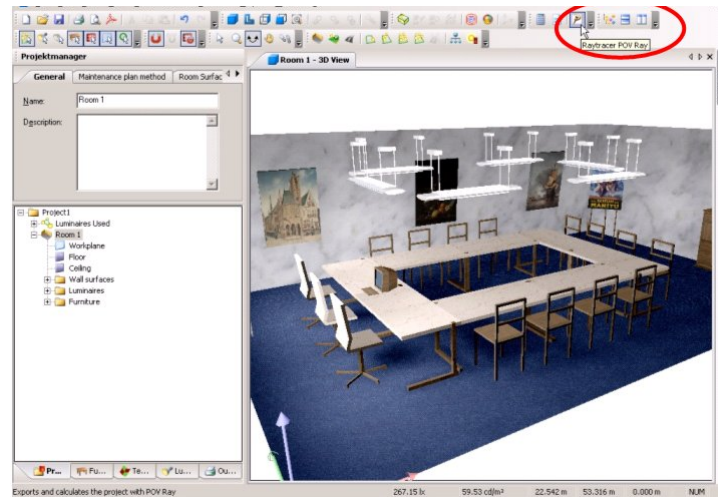 Raytracer POV Ray
Projektmanager
Room 1 - 3D View
General
Maintenance plan method
Room Surfac
Name:
Room 1
Description:
Project1
Luminaires Used
Room 1
Workplane
Floor
Ceiling
Wall surfaces
Luminaires
Furniture
Pr...
Fu...
Te...
Lu...
Ou...
Exports and calculates the project with POV Ray
267.15 lx
59.53 cd/m²
22.542 m
53.316 m
0.000 m
NUM